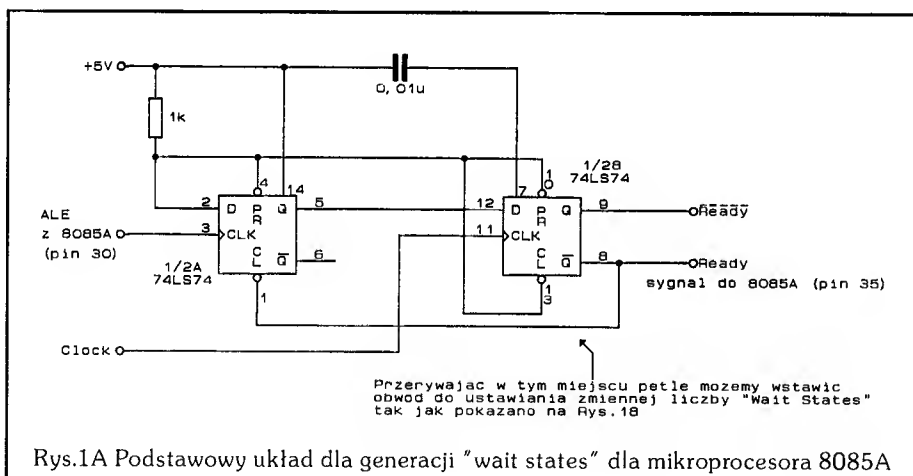 +5V
0,01u
1k
1/2B
74LS74
4
14
7
1
0
2
D
PR
Q
5
12
D
PR
Q
9
Ready
ALE
z 8085A
(pin 30)
3
CLK
11
CLK
CL
Q
6
CL
Q
8
Ready
1/2A
74LS74
1
1
3
sygnal do 8085A (pin 35)
Clock
Przerywajac w tym miejscu petle mozemy wstawic
obwod do ustawiania zmiennej liczby "Wait States"
tak jak pokazano na Rys.1B
Rys.1A Podstawowy układ dla generacji "wait states" dla mikroprocesora 8085A